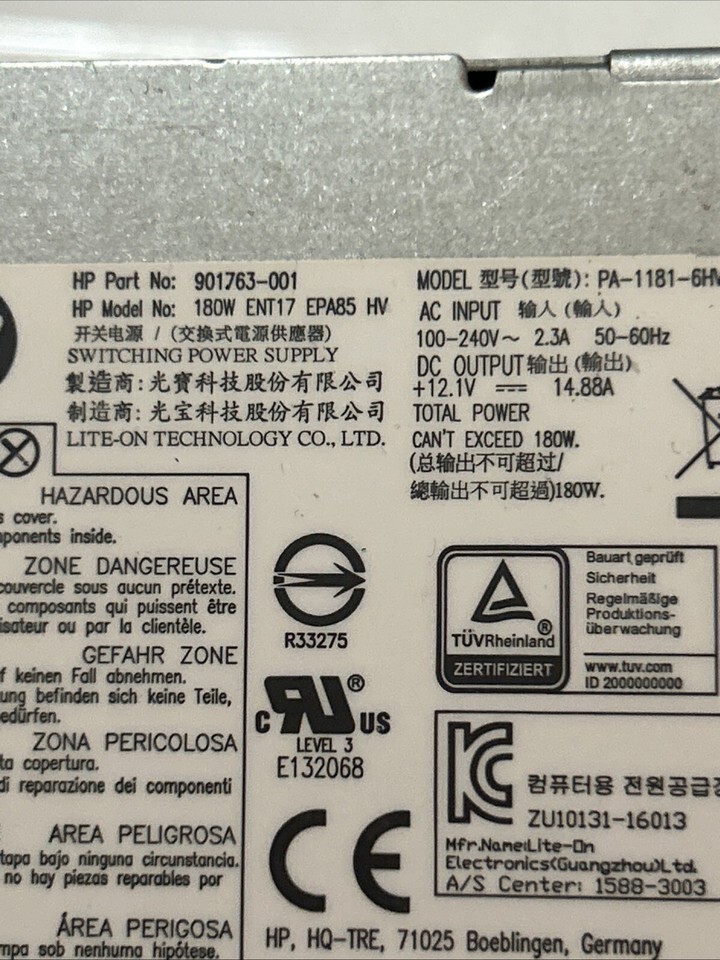 HP Part No: 901763-001
HP Model No: 180W ENT17 EPA85 HV
开关电源 / (交換式電源供應器)
SWITCHING POWER SUPPLY
製造商: 光寶科技股份有限公司
制造商: 光宝科技股份有限公司
LITE-ON TECHNOLOGY CO., LTD.
MODEL 型号(型號): PA-1181-6HV
AC INPUT 输入 (輸入)
100-240V~ 2.3A 50-60Hz
DC OUTPUT 输出 (輸出)
+12.1V ⎓ 14.88A
TOTAL POWER
CAN'T EXCEED 180W.
(总输出不可超过/
總輸出不可超過)180W.
HAZARDOUS AREA
cover.
inside.
ZONE DANGEREUSE
couvercle sous aucun prétexte.
composants qui puissent être
ou par la clientèle.
GEFAHR ZONE
keinen Fall abnehmen.
befinden sich keine Teile,
ZONA PERICOLOSA
copertura.
di reparazione dei componenti
AREA PELIGROSA
bajo ninguna circunstancia.
no hay piezas reparables por
ÁREA PERIGOSA
sob nenhuma hipótese.
R33275
c RU ® US
LEVEL 3
E132068
CE
TÜVRheinland ®
ZERTIFIZIERT
Bauart geprüft
Sicherheit
Regelmäßige
Produktions-
überwachung
www.tuv.com
ID 2000000000
컴퓨터용 전원공급장
ZU10131-16013
Mfr.Name:Lite-On
Electronics(Guangzhou)Ltd.
A/S Center: 1588-3003
HP, HQ-TRE, 71025 Boeblingen, Germany